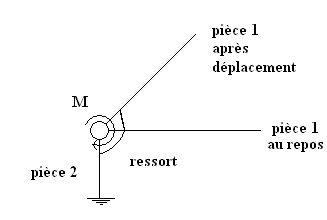 pièce 1
après
déplacement
M
pièce 1
au repos
ressort
pièce 2